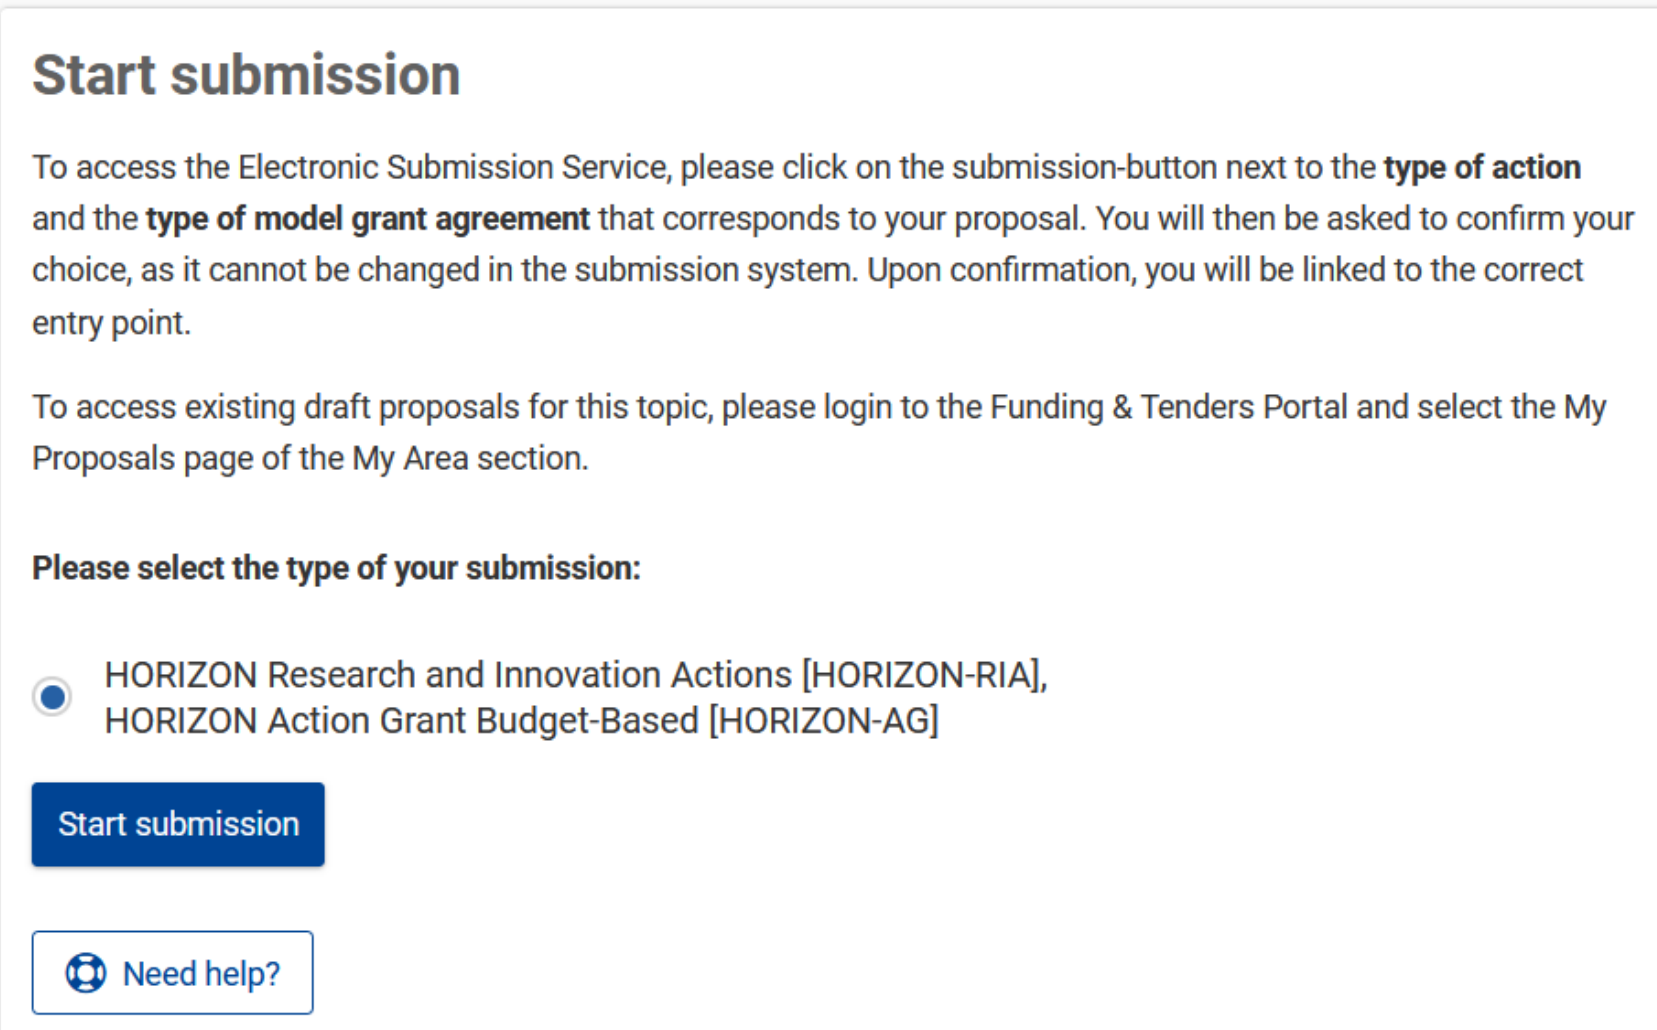 Start submission
To access the Electronic Submission Service, please click on the submission-button next to the type of action
and the type of model grant agreement that corresponds to your proposal. You will then be asked to confirm your
choice, as it cannot be changed in the submission system. Upon confirmation, you will be linked to the correct
entry point.
To access existing draft proposals for this topic, please login to the Funding & Tenders Portal and select the My
Proposals page of the My Area section.
Please select the type of your submission:
HORIZON Research and Innovation Actions [HORIZON-RIA],
HORIZON Action Grant Budget-Based [HORIZON-AG]
Start submission
Need help?